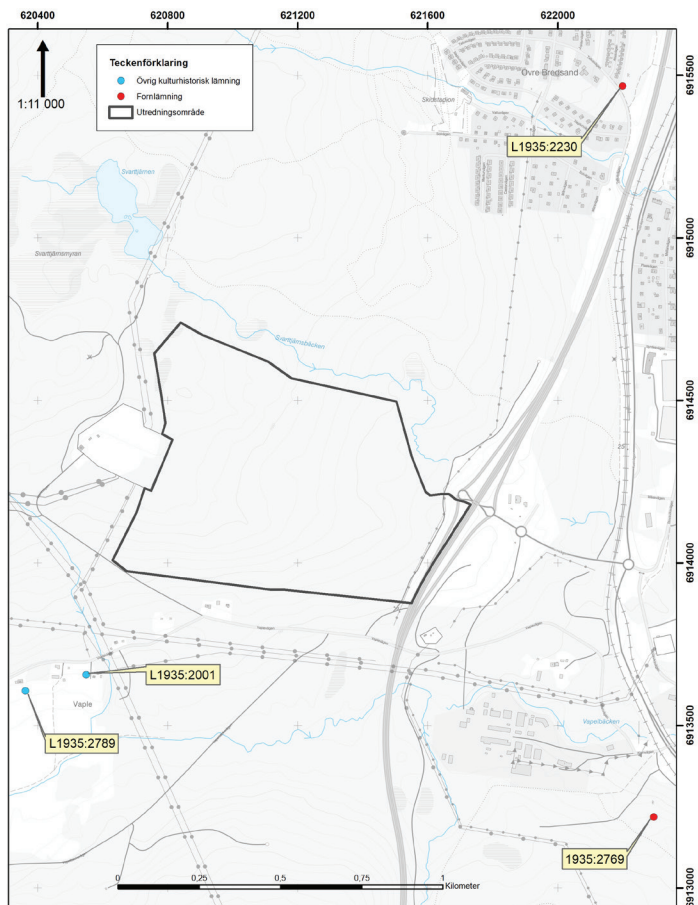 620400 620800 621200 621600 622000
Teckenförklaring
Övrig kulturhistorisk lämning
Fornlämning
Utredningsområde
1:11 000
6915500
Övre Bredsand
Skidstadion
L1935:2230
Svarttjärnen
Svarttjärnsmyran
6915000
Svarttjärnsbäcken
6914500
25
6914000
L1935:2001
Vaple
L1935:2789
6913500
Vapelbäcken
1935:2769
0 0,25 0,5 0,75 1
Kilometer
6913000